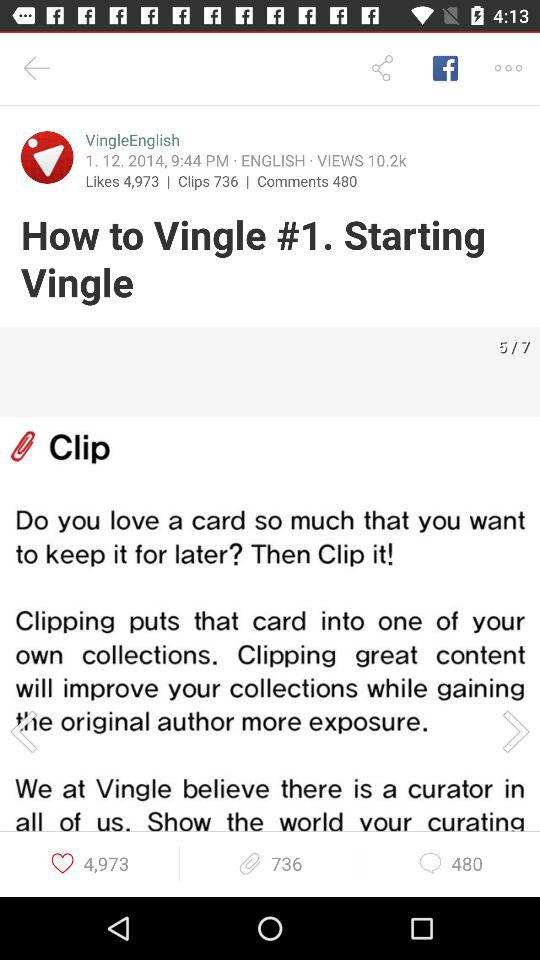 4:13
VingleEnglish
1. 12. 2014, 9:44 PM · ENGLISH · VIEWS 10.2k
Likes 4,973 | Clips 736 | Comments 480
How to Vingle #1. Starting
Vingle
5 / 7
Clip
Do you love a card so much that you want
to keep it for later? Then Clip it!
Clipping puts that card into one of your
own collections. Clipping great content
will improve your collections while gaining
the original author more exposure.
We at Vingle believe there is a curator in
all of us. Show the world your curating
4,973 736 480